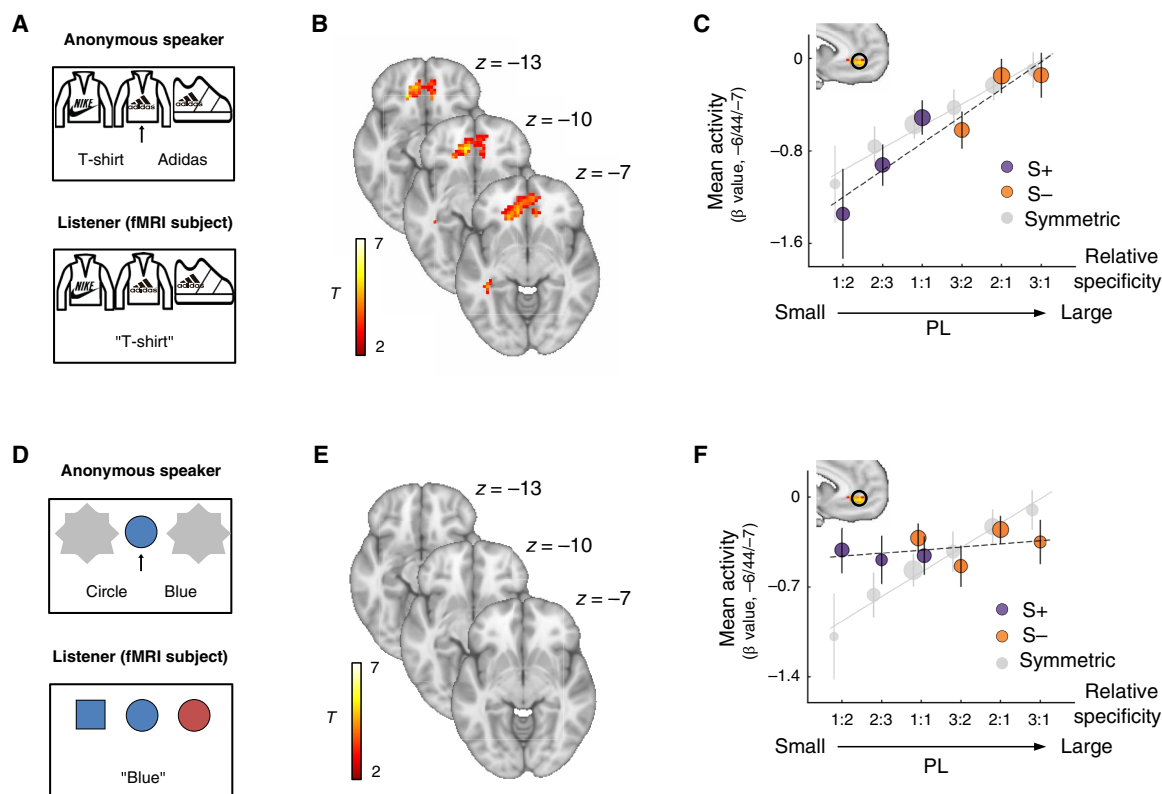 A
Anonymous speaker
NIKE
adidas
adidas
T-shirt
Adidas
Listener (fMRI subject)
NIKE
adidas
adidas
"T-shirt"
B
z = −13
z = −10
z = −7
7
T
2
C
0
−0.8
−1.6
Mean activity
(β value, −6/44/−7)
S+
S−
Symmetric
1:2 2:3 1:1 3:2 2:1 3:1
Relative
specificity
Small
Large
PL
D
Anonymous speaker
Circle
Blue
Listener (fMRI subject)
"Blue"
E
z = −13
z = −10
z = −7
7
T
2
F
0
−0.7
−1.4
Mean activity
(β value, −6/44/−7)
S+
S−
Symmetric
1:2 2:3 1:1 3:2 2:1 3:1
Relative
specificity
Small
Large
PL